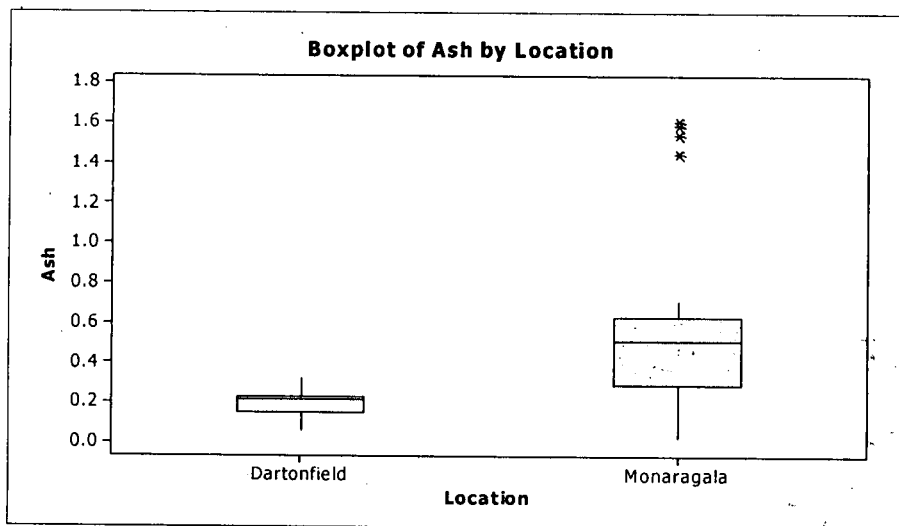 Boxplot of Ash by Location
1.8
1.6
1.4
1.2
1.0
0.8
0.6
0.4
0.2
0.0
Ash
Dartonfield Monaragala
Location